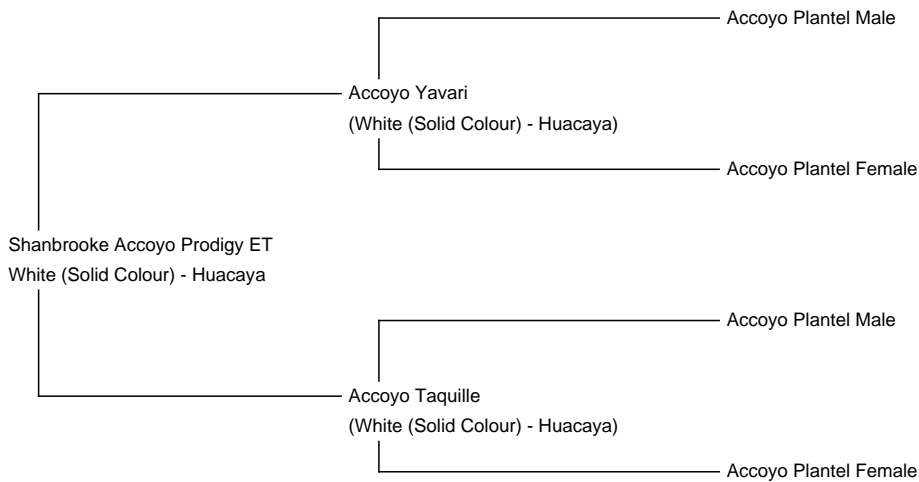 Accoyo Plantel Male
Accoyo Yavari
(White (Solid Colour) - Huacaya)
Accoyo Plantel Female
Shanbrooke Accoyo Prodigy ET
White (Solid Colour) - Huacaya
Accoyo Plantel Male
Accoyo Taquille
(White (Solid Colour) - Huacaya)
Accoyo Plantel Female